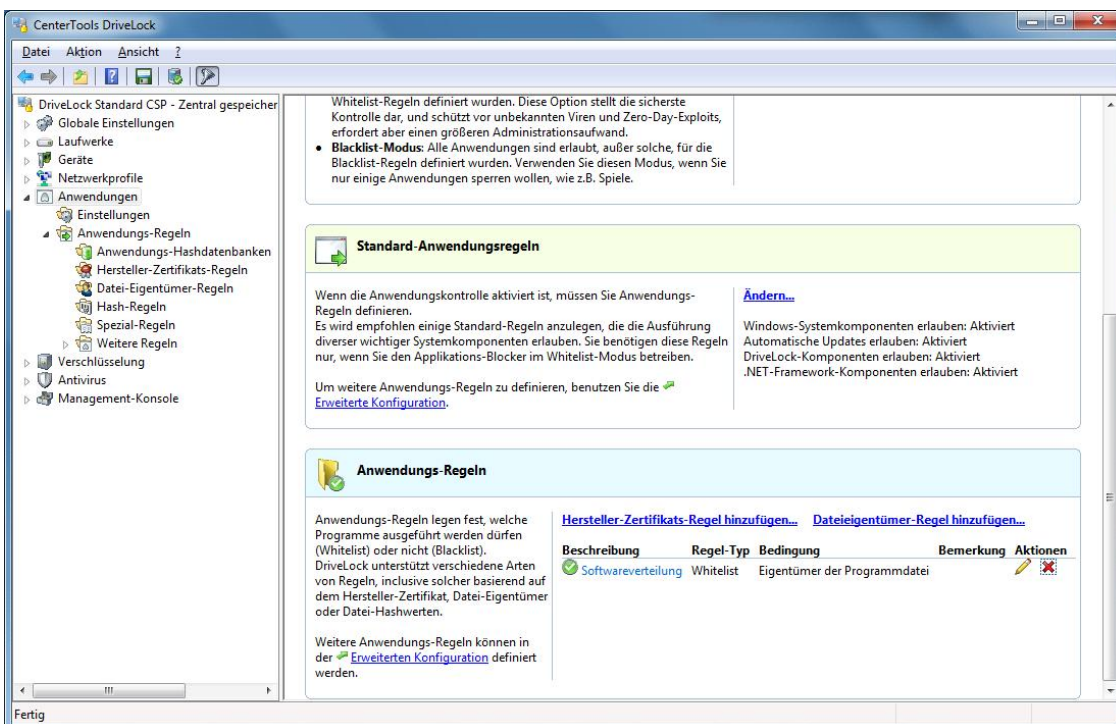 CenterTools DriveLock
Datei Aktion Ansicht ?
DriveLock Standard CSP - Zentral gespeicher
Globale Einstellungen
Laufwerke
Geräte
Netzwerkprofile
Anwendungen
Einstellungen
Anwendungs-Regeln
Anwendungs-Hashdatenbanken
Hersteller-Zertifikats-Regeln
Datei-Eigentümer-Regeln
Hash-Regeln
Spezial-Regeln
Weitere Regeln
Verschlüsselung
Antivirus
Management-Konsole
Whitelist-Regeln definiert wurden. Diese Option stellt die sicherste
Kontrolle dar, und schützt vor unbekannten Viren und Zero-Day-Exploits,
erfordert aber einen größeren Administrationsaufwand.
• Blacklist-Modus: Alle Anwendungen sind erlaubt, außer solche, für die
Blacklist-Regeln definiert wurden. Verwenden Sie diesen Modus, wenn Sie
nur einige Anwendungen sperren wollen, wie z.B. Spiele.
Standard-Anwendungsregeln
Wenn die Anwendungskontrolle aktiviert ist, müssen Sie Anwendungs-
Regeln definieren.
Es wird empfohlen einige Standard-Regeln anzulegen, die die Ausführung
diverser wichtiger Systemkomponenten erlauben. Sie benötigen diese Regeln
nur, wenn Sie den Applikations-Blocker im Whitelist-Modus betreiben.
Um weitere Anwendungs-Regeln zu definieren, benutzen Sie die
Erweiterte Konfiguration.
Ändern...
Windows-Systemkomponenten erlauben: Aktiviert
Automatische Updates erlauben: Aktiviert
DriveLock-Komponenten erlauben: Aktiviert
.NET-Framework-Komponenten erlauben: Aktiviert
Anwendungs-Regeln
Anwendungs-Regeln legen fest, welche
Programme ausgeführt werden dürfen
(Whitelist) oder nicht (Blacklist).
DriveLock unterstützt verschiedene Arten
von Regeln, inclusive solcher basierend auf
dem Hersteller-Zertifikat, Datei-Eigentümer
oder Datei-Hashwerten.
Weitere Anwendungs-Regeln können in
der Erweiterten Konfiguration definiert
werden.
Hersteller-Zertifikats-Regel hinzufügen... Dateieigentümer-Regel hinzufügen...
Beschreibung Regel-Typ Bedingung Bemerkung Aktionen
Softwareverteilung Whitelist Eigentümer der Programmdatei
Fertig